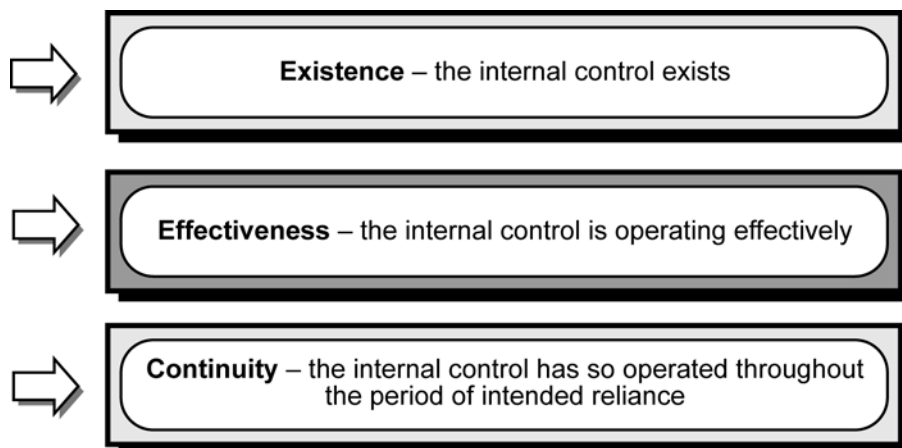 Existence – the internal control exists
Effectiveness – the internal control is operating effectively
Continuity – the internal control has so operated throughout
the period of intended reliance